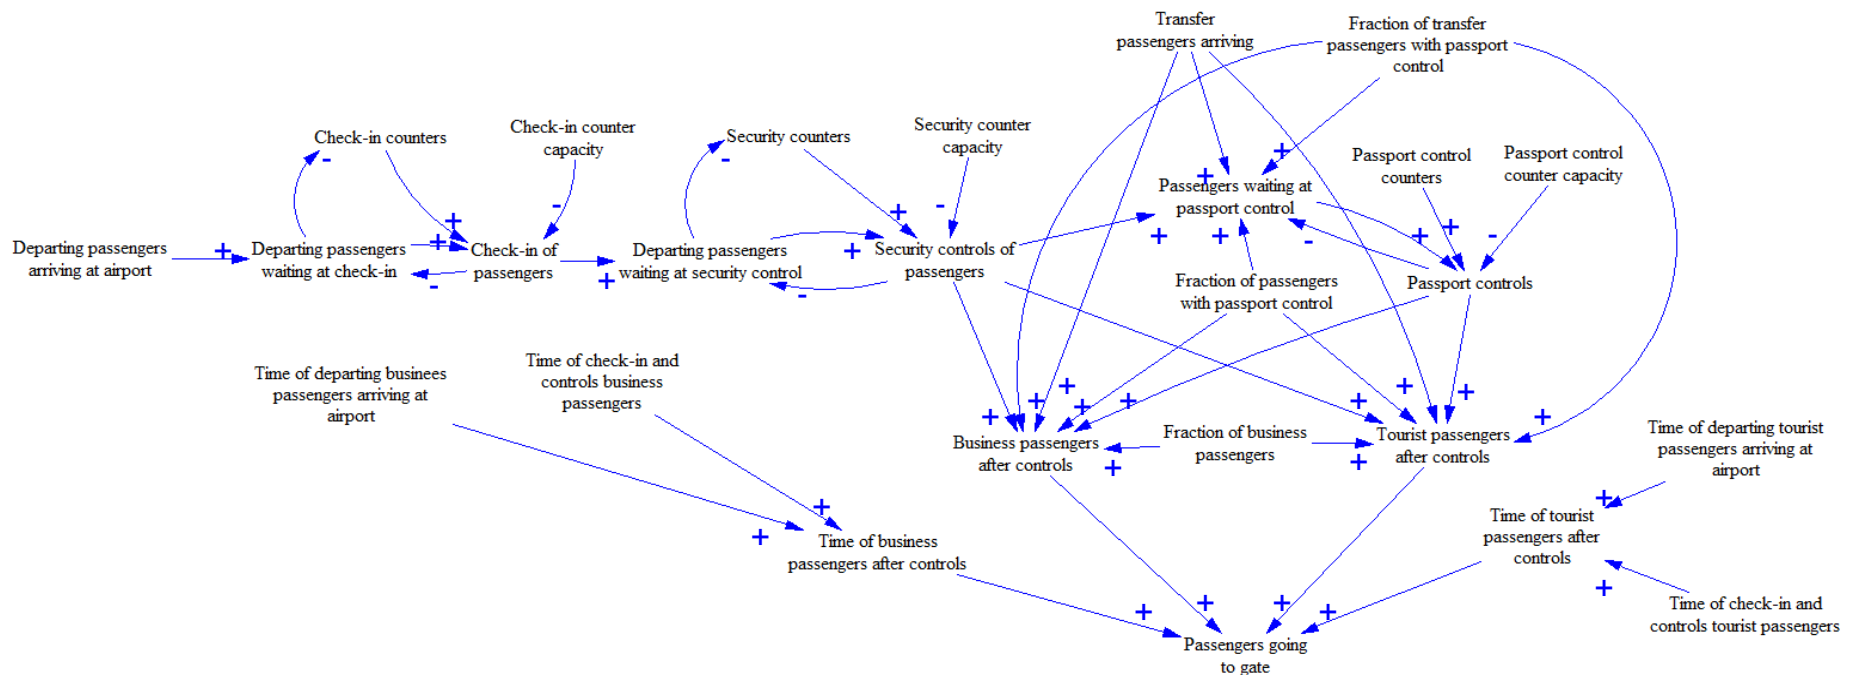 Transfer
passengers arriving
Fraction of transfer
passengers with passport
control
Check-in counters
Check-in counter
capacity
Security counters
Security counter
capacity
Passport control
counters
Passport control
counter capacity
Passengers waiting at
passport control
Departing passengers
arriving at airport
Departing passengers
waiting at check-in
Check-in of
passengers
Departing passengers
waiting at security control
Security controls of
passengers
Fraction of passengers
with passport control
Passport controls
Time of departing businees
passengers arriving at
airport
Time of check-in and
controls business
passengers
Business passengers
after controls
Fraction of business
passengers
Tourist passengers
after controls
Time of departing tourist
passengers arriving at
airport
Time of business
passengers after controls
Time of tourist
passengers after
controls
Time of check-in and
controls tourist passengers
Passengers going
to gate